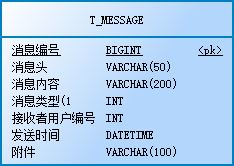 T_MESSAGE
消息编号 BIGINT <pk>
消息头 VARCHAR(50)
消息内容 VARCHAR(200)
消息类型(1 INT
接收者用户编号 INT
发送时间 DATETIME
附件 VARCHAR(100)